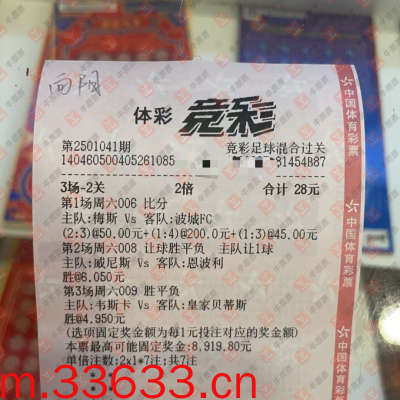 向阳
体彩 竞彩
第2501041期 竞彩足球混合过关
140460500405261085 81454B87
3场-2关 2倍 合计 28元
第1场周六006 比分
主队:梅斯 Vs 客队:波城FC
(2:3)@50.00元+(1:4)@200.0元+(1:3)@45.00元
第2场周六008 让球胜平负 主队让1球
主队:威尼斯 Vs 客队:恩波利
胜@6.050元
第3场周六009 胜平负
主队:韦斯卡 Vs 客队:皇家贝蒂斯
胜@4.950元
(选项固定奖金额为每1元投注对应的奖金额)
本票最高可能固定奖金:8,919.80元
单倍注数:2x1*7注;共7注
中国体育彩票
中国体育彩票
m.33633.cn